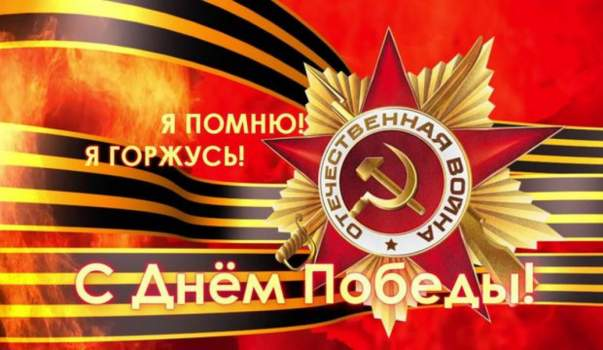 Я ПОМНЮ!
Я ГОРЖУСЬ!
ОТЕЧЕСТВЕННАЯ ВОЙНА
С Днём Победы!